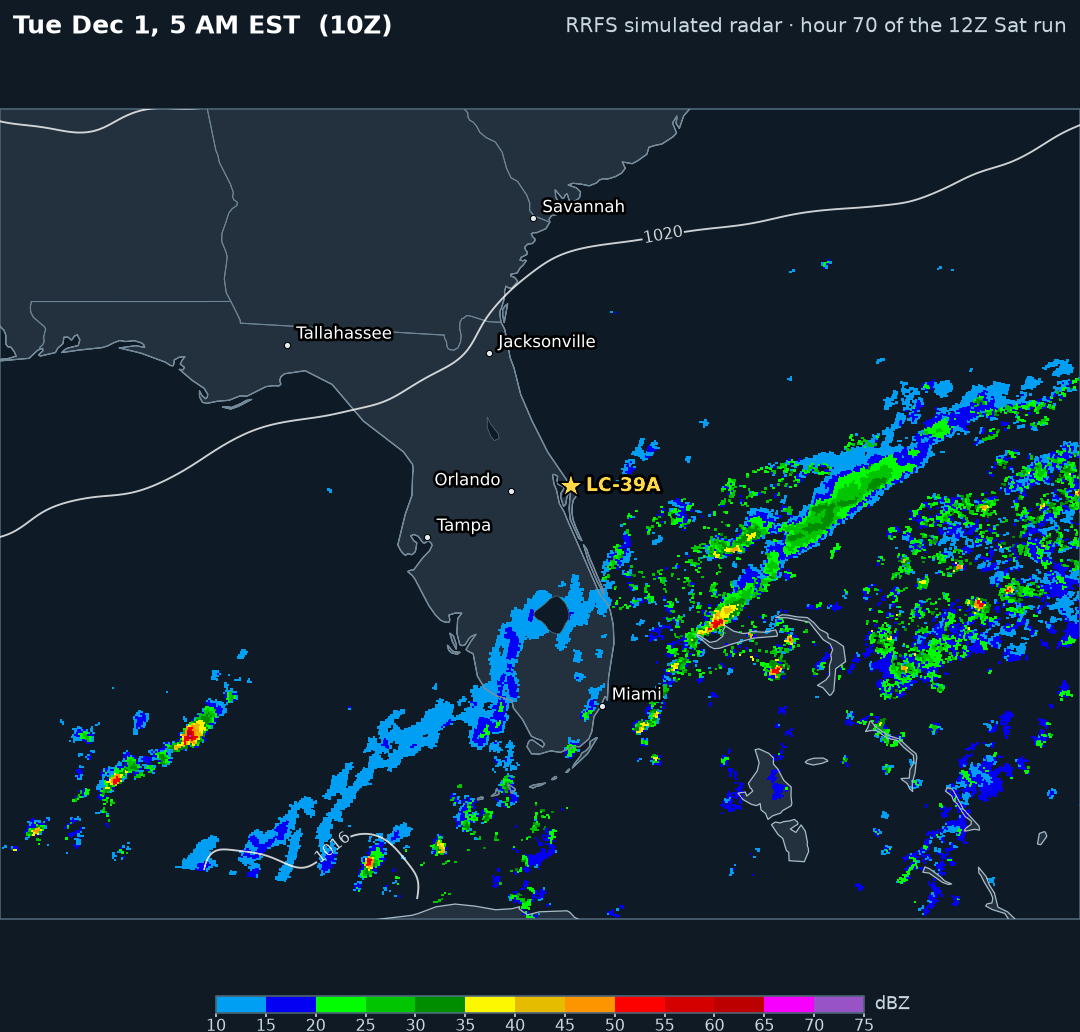 Tue Dec 1, 5 AM EST (10Z)
RRFS simulated radar · hour 70 of the 12Z Sat run
Savannah
1020
Tallahassee
Jacksonville
Orlando
LC-39A
Tampa
Miami
1016
dBZ
10 15 20 25 30 35 40 45 50 55 60 65 70 75